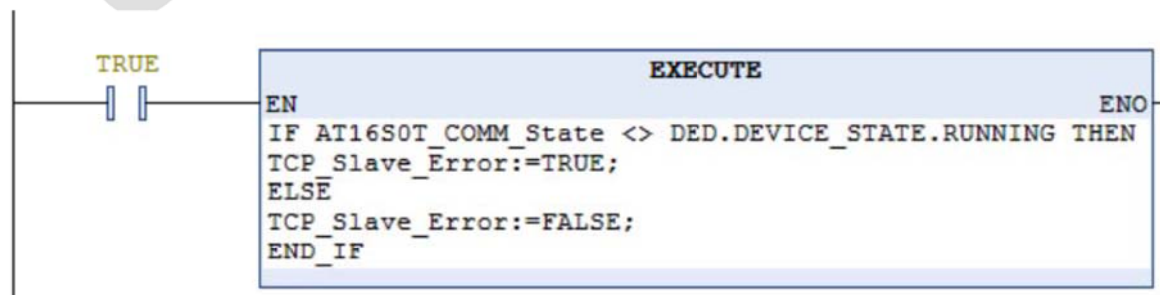 TRUE
EXECUTE
EN ENO
IF AT16S0T_COMM_State <> DED.DEVICE_STATE.RUNNING THEN
TCP_Slave_Error:=TRUE;
ELSE
TCP_Slave_Error:=FALSE;
END_IF